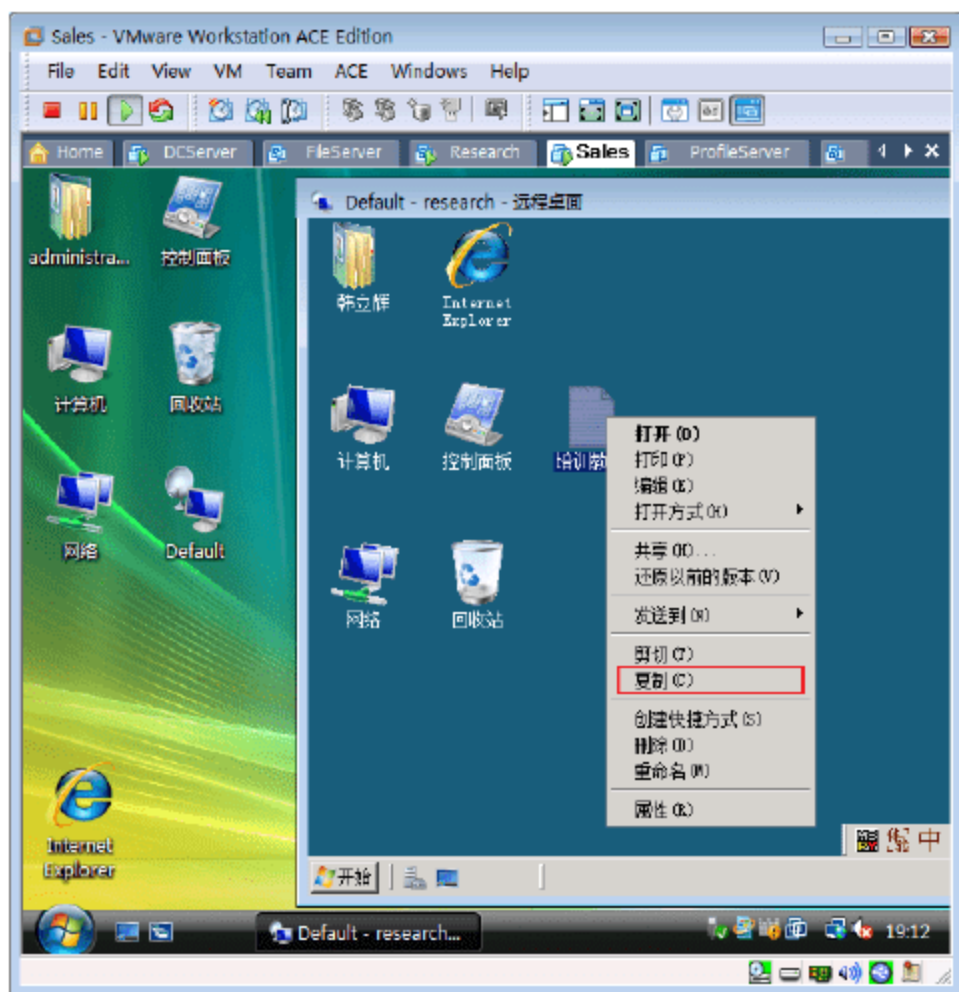 Sales - VMware Workstation ACE Edition
File Edit View VM Team ACE Windows Help
Home DCServer FileServer Research Sales ProfileServer
Default - research - 远程桌面
administra... 控制面板
韩立辉 Internet Explorer
计算机 回收站
计算机 控制面板 培训教
网络 Default
网络 回收站
打开(O)
打印(P)
编辑(E)
打开方式(H)
共享(H)...
还原以前的版本(V)
发送到(N)
剪切(T)
复制(C)
创建快捷方式(S)
删除(D)
重命名(M)
属性(R)
Internet
Explorer
中
开始
Default - research...
19:12